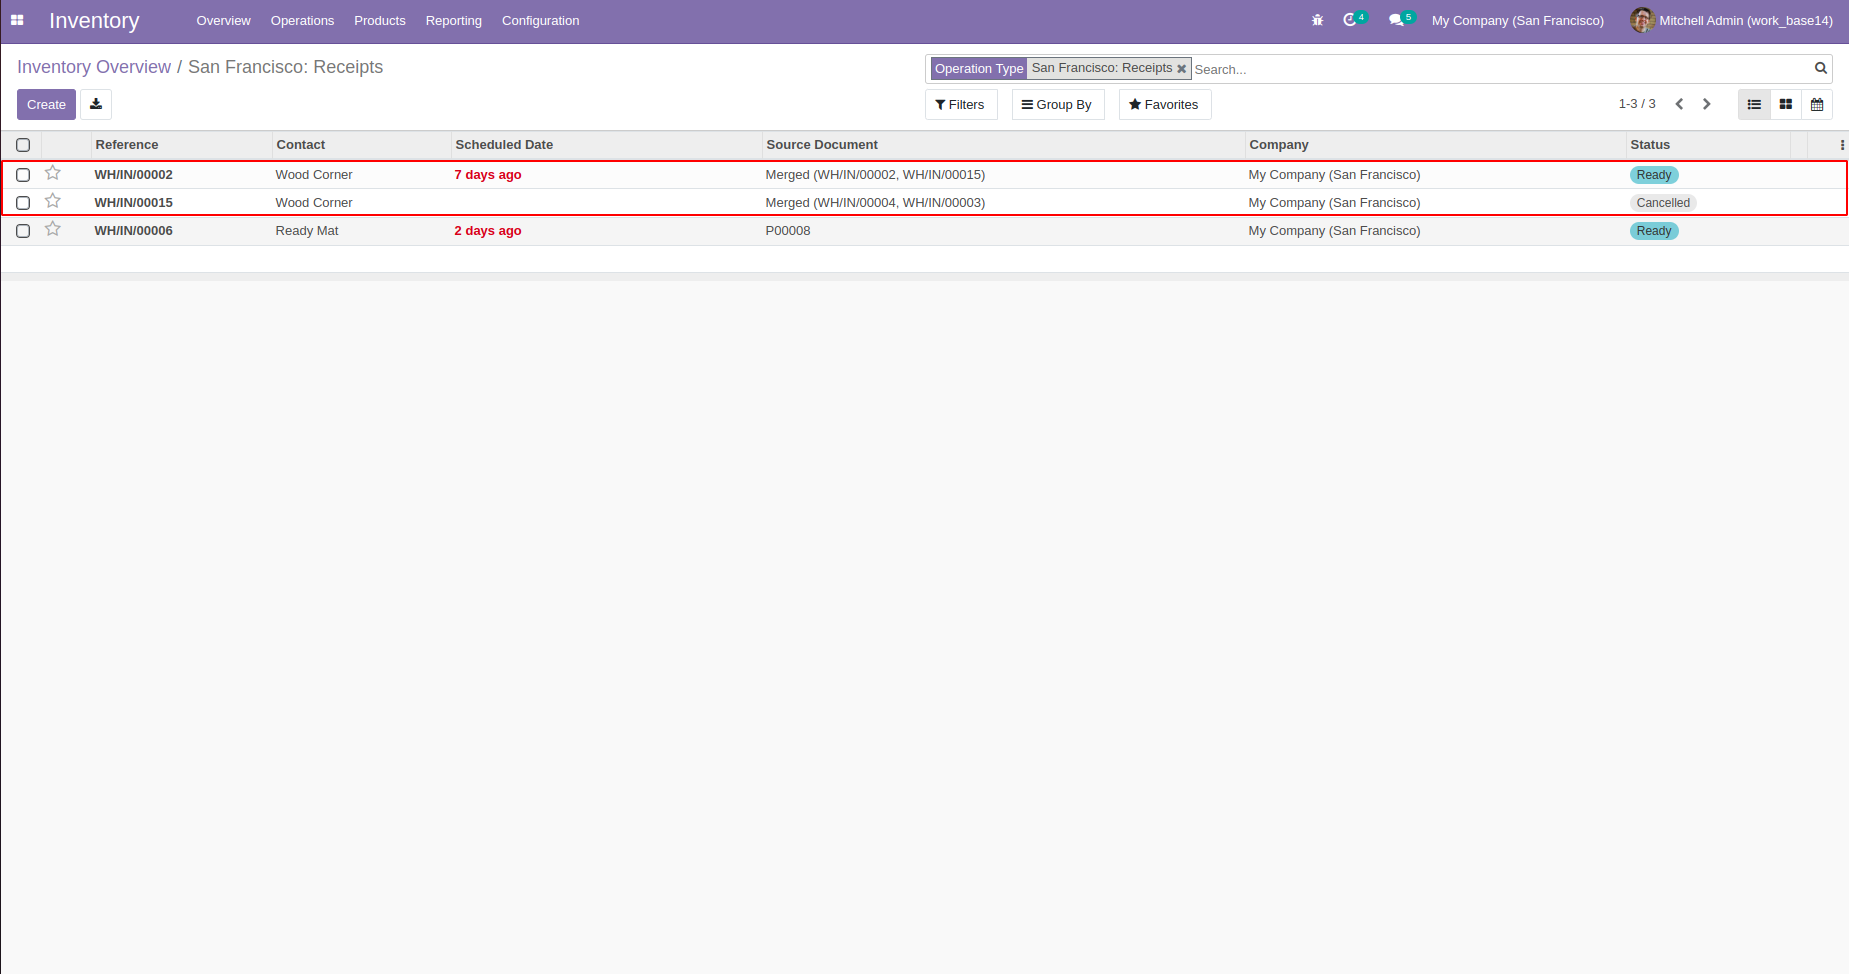 Inventory Overview Operations Products Reporting Configuration 4 5 My Company (San Francisco) Mitchell Admin (work_base14)
Inventory Overview / San Francisco: Receipts
Operation Type San Francisco: Receipts Search...
Create
Filters Group By Favorites
1-3 / 3
Reference Contact Scheduled Date Source Document Company Status
WH/IN/00002 Wood Corner 7 days ago Merged (WH/IN/00002, WH/IN/00015) My Company (San Francisco) Ready
WH/IN/00015 Wood Corner Merged (WH/IN/00004, WH/IN/00003) My Company (San Francisco) Cancelled
WH/IN/00006 Ready Mat 2 days ago P00008 My Company (San Francisco) Ready